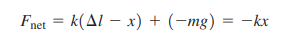 F_net = k(Δl − x) + (−mg) = −kx